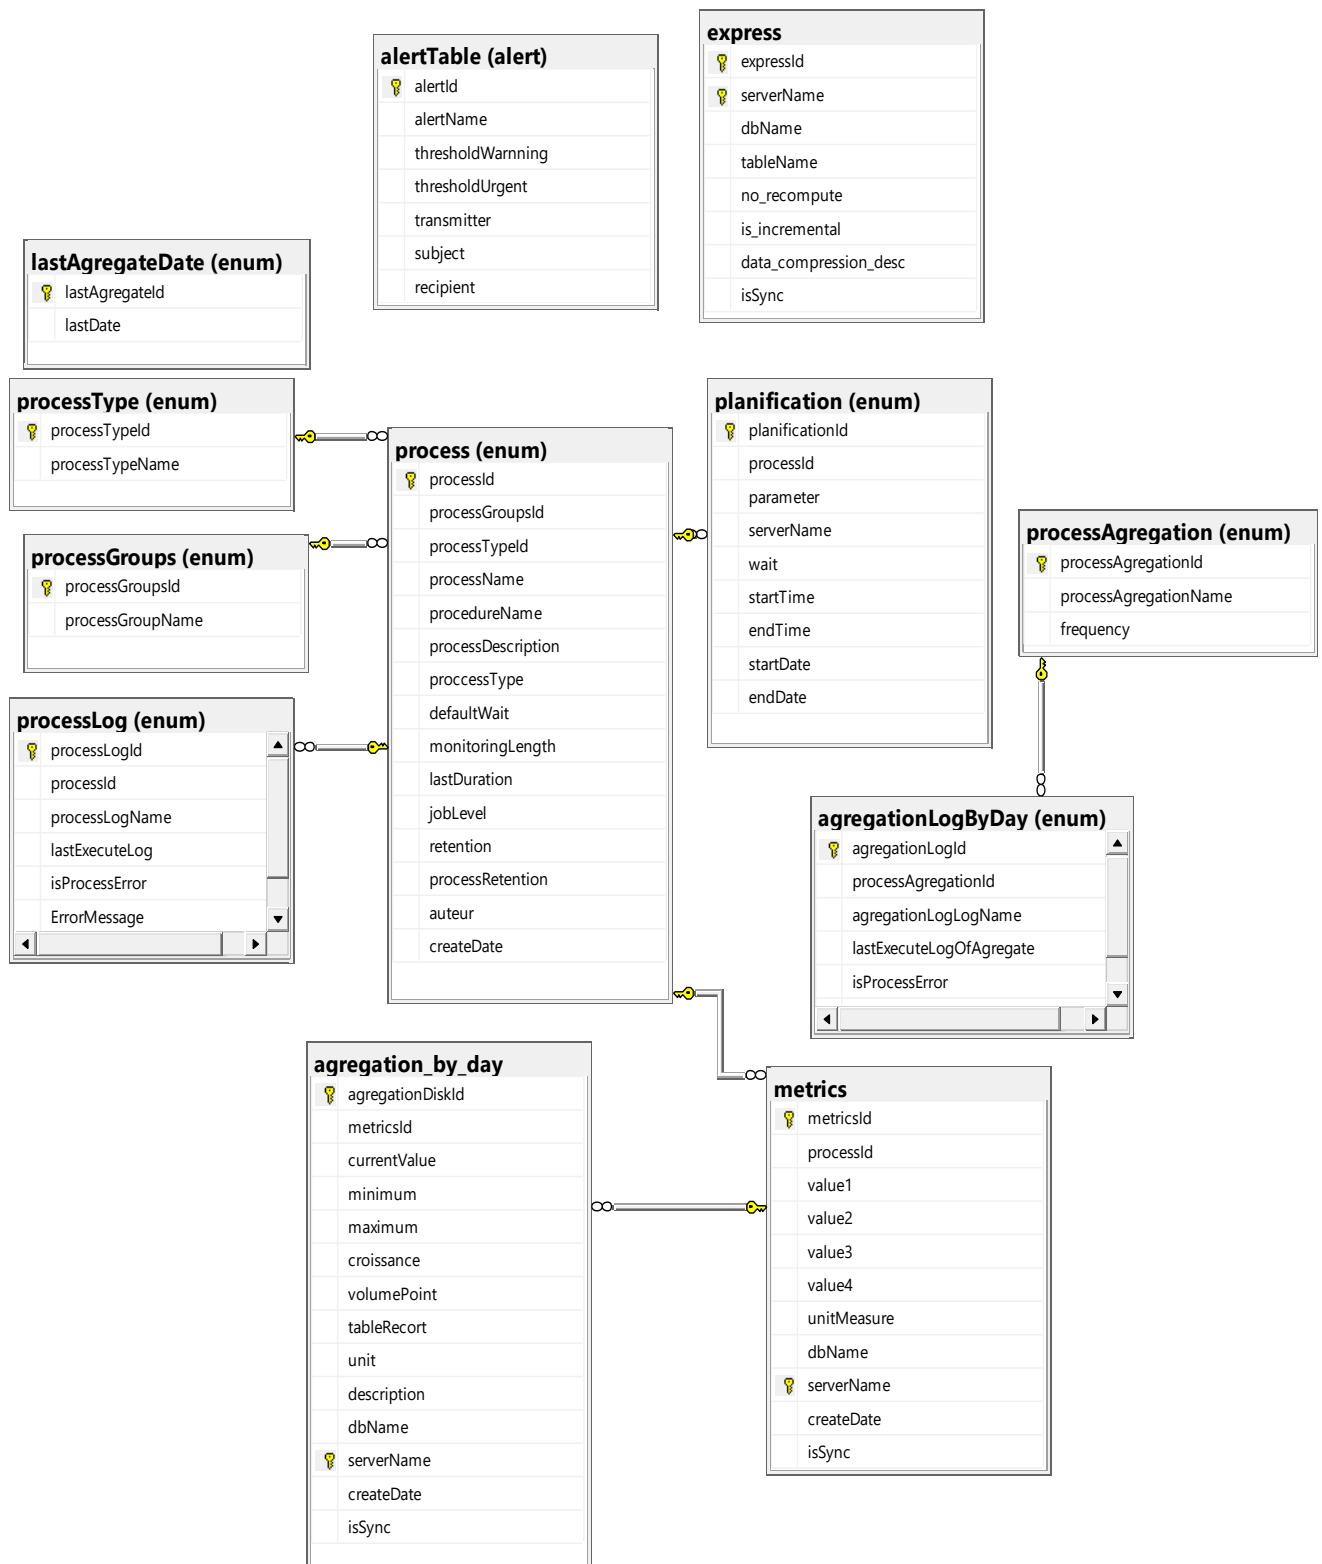 alertTable (alert)
alertId
alertName
thresholdWarnning
thresholdUrgent
transmitter
subject
recipient
express
expressId
serverName
dbName
tableName
no_recompute
is_incremental
data_compression_desc
isSync
lastAgregateDate (enum)
lastAgregateId
lastDate
processType (enum)
processTypeId
processTypeName
processGroups (enum)
processGroupsId
processGroupName
processLog (enum)
processLogId
processId
processLogName
lastExecuteLog
isProcessError
ErrorMessage
process (enum)
processId
processGroupsId
processTypeId
processName
procedureName
processDescription
proccessType
defaultWait
monitoringLength
lastDuration
jobLevel
retention
processRetention
auteur
createDate
planification (enum)
planificationId
processId
parameter
serverName
wait
startTime
endTime
startDate
endDate
processAgregation (enum)
processAgregationId
processAgregationName
frequency
agregationLogByDay (enum)
agregationLogId
processAgregationId
agregationLogLogName
lastExecuteLogOfAgregate
isProcessError
agregation_by_day
agregationDiskId
metricsId
currentValue
minimum
maximum
croissance
volumePoint
tableRecort
unit
description
dbName
serverName
createDate
isSync
metrics
metricsId
processId
value1
value2
value3
value4
unitMeasure
dbName
serverName
createDate
isSync